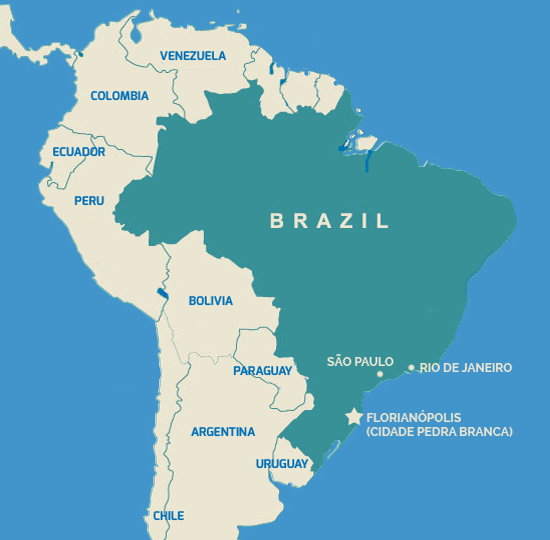 VENEZUELA
COLOMBIA
ECUADOR
PERU
BRAZIL
BOLIVIA
SÃO PAULO
RIO DE JANEIRO
PARAGUAY
FLORIANÓPOLIS
(CIDADE PEDRA BRANCA)
ARGENTINA
URUGUAY
CHILE